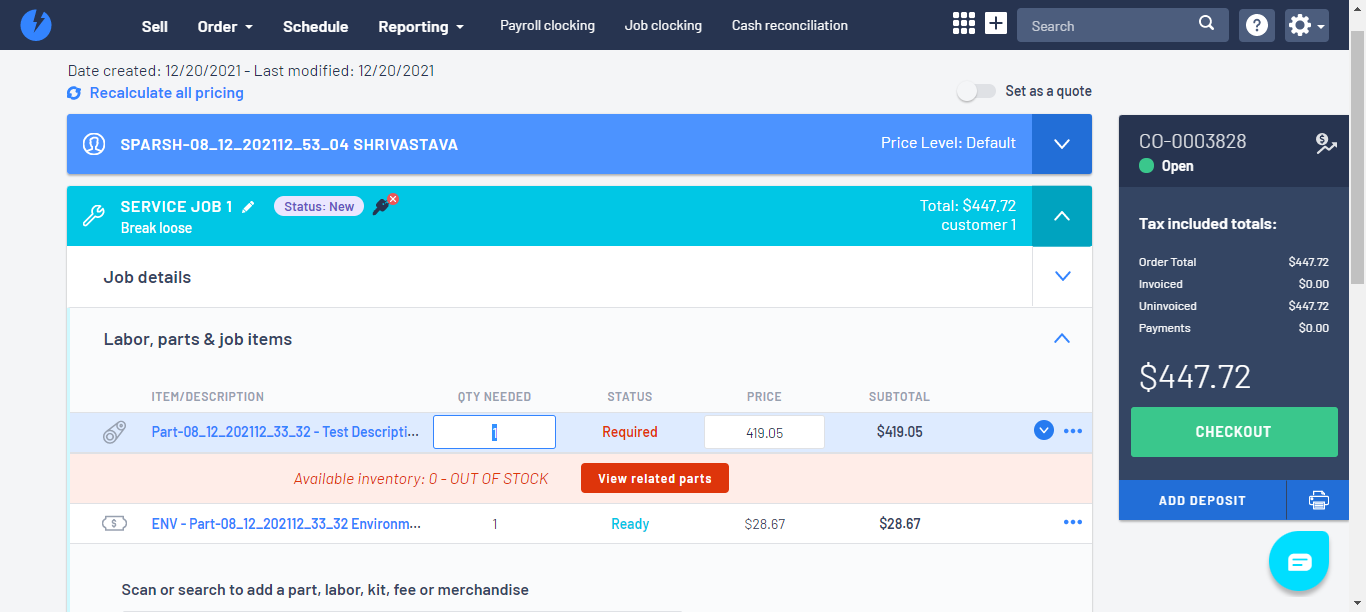 Sell Order Schedule Reporting Payroll clocking Job clocking Cash reconciliation Search
Date created: 12/20/2021 - Last modified: 12/20/2021
Recalculate all pricing
Set as a quote
SPARSH-08_12_202112_53_04 SHRIVASTAVA Price Level: Default
SERVICE JOB 1 Status: New Total: $447.72
Break loose customer 1
Job details
Labor, parts & job items
ITEM/DESCRIPTION QTY NEEDED STATUS PRICE SUBTOTAL
Part-08_12_202112_33_32 - Test Descripti... 1 Required 419.05 $419.05
Available inventory: 0 - OUT OF STOCK View related parts
ENV - Part-08_12_202112_33_32 Environm... 1 Ready $28.67 $28.67
Scan or search to add a part, labor, kit, fee or merchandise
CO-0003828
Open
Tax included totals:
Order Total $447.72
Invoiced $0.00
Uninvoiced $447.72
Payments $0.00
$447.72
CHECKOUT
ADD DEPOSIT